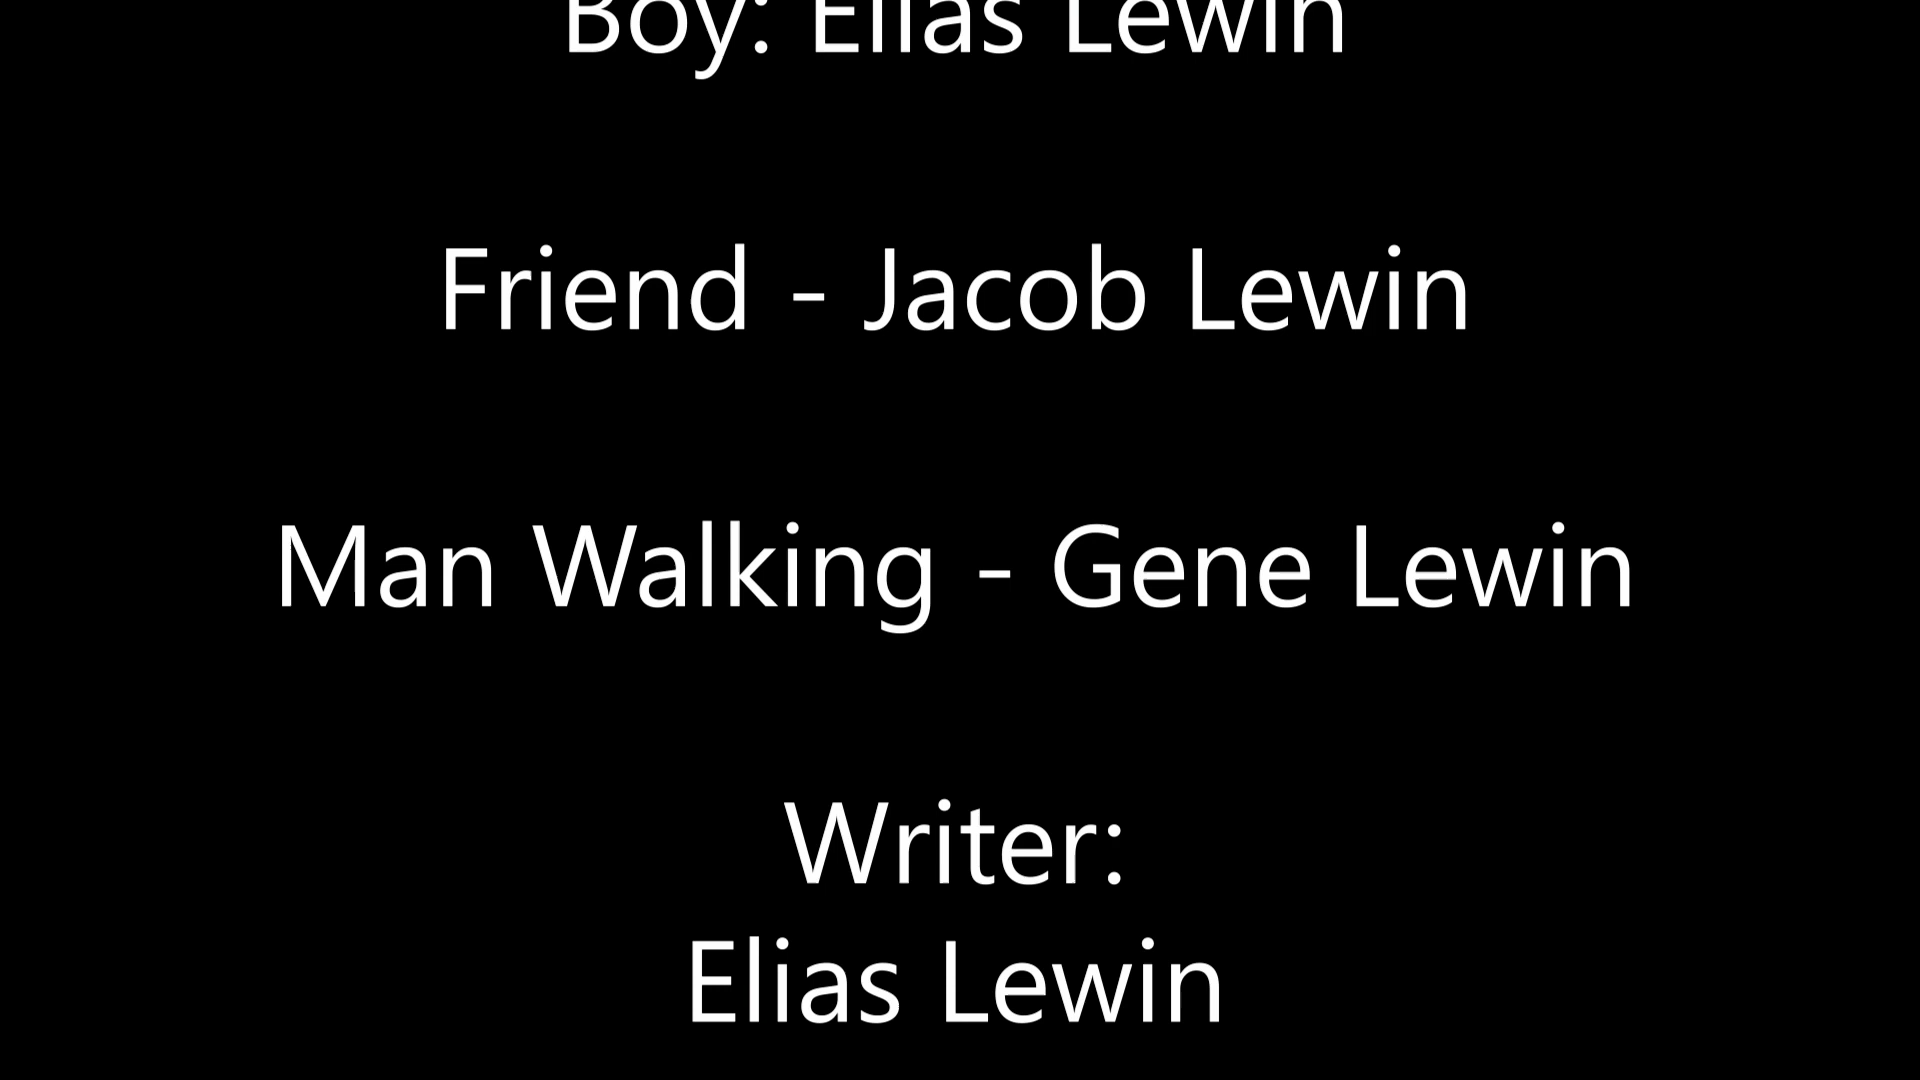 Boy: Elias Lewin
Friend - Jacob Lewin
Man Walking - Gene Lewin
Writer:
Elias Lewin